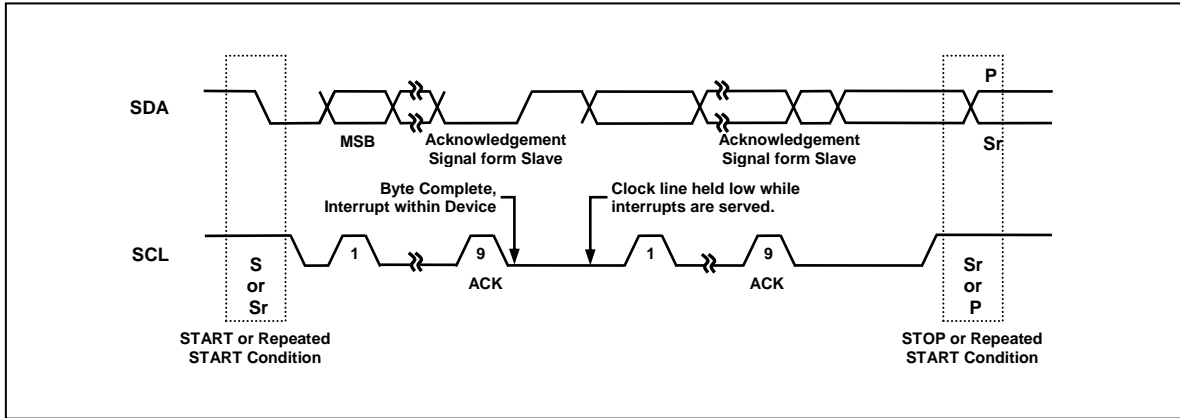 P
SDA
MSB
Acknowledgement
Signal form Slave
Acknowledgement
Signal form Slave
Sr
Byte Complete,
Interrupt within Device
Clock line held low while
interrupts are served.
SCL
1
9
1
9
S
or
Sr
ACK
ACK
Sr
or
P
START or Repeated
START Condition
STOP or Repeated
START Condition